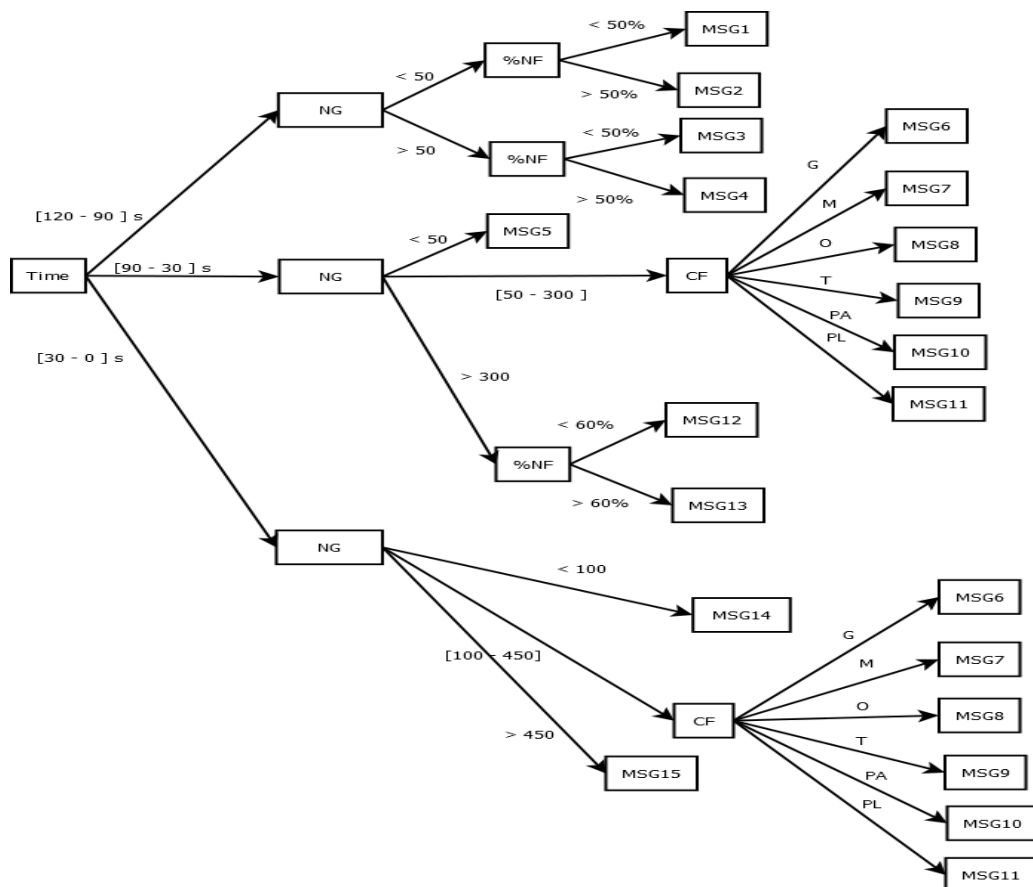 < 50%
MSG1
%NF
< 50
> 50%
MSG2
NG
MSG6
< 50%
MSG3
> 50
%NF
G
MSG4
> 50%
MSG7
M
[120 - 90 ] s
< 50
MSG5
O
MSG8
Time
[90 - 30 ] s
NG
CF
T
[50 - 300 ]
MSG9
PA
PL
MSG10
[30 - 0 ] s
> 300
MSG11
< 60%
MSG12
%NF
> 60%
MSG13
NG
< 100
MSG6
MSG14
G
[100 - 450]
M
MSG7
O
MSG8
CF
> 450
T
MSG15
MSG9
PA
PL
MSG10
MSG11